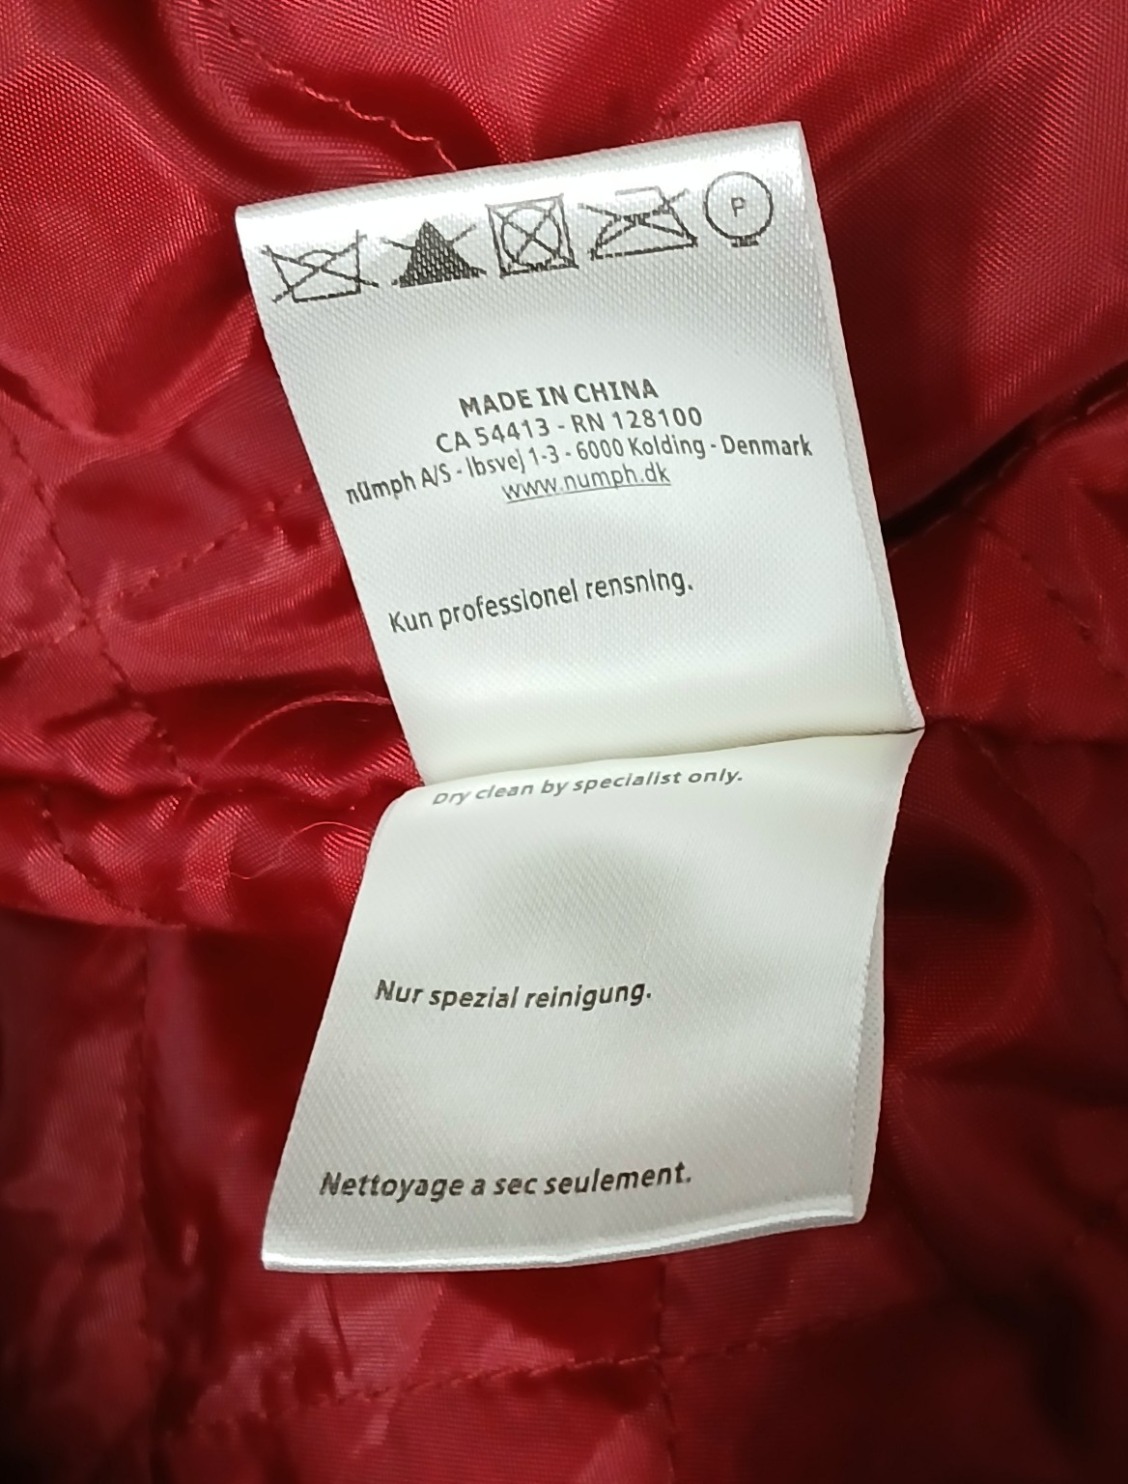 P
MADE IN CHINA
CA 54413 - RN 128100
nümph A/S - Ibsvej 1-3 - 6000 Kolding - Denmark
www.numph.dk
Kun professionel rensning.
Dry clean by specialist only.
Nur spezial reinigung.
Nettoyage a sec seulement.